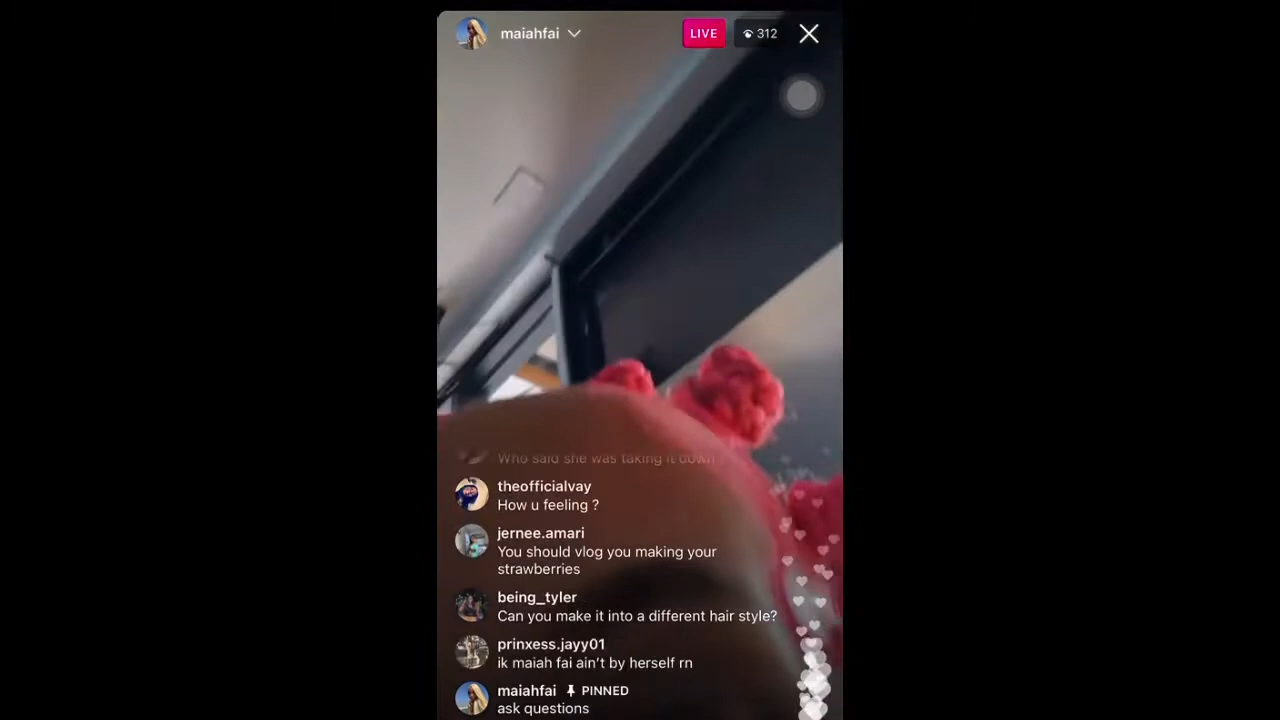 maiahfai
LIVE
312
Who said she was taking it down
theofficialvay
How u feeling ?
jernee.amari
You should vlog you making your
strawberries
being_tyler
Can you make it into a different hair style?
prinxess.jayy01
ik maiah fai ain’t by herself rn
maiahfai PINNED
ask questions